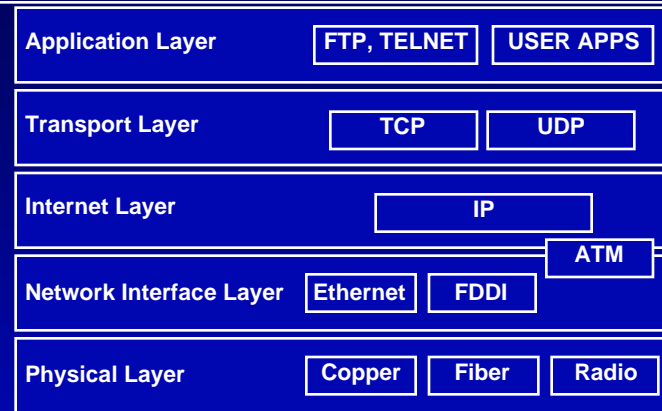 Application Layer FTP, TELNET USER APPS
Transport Layer TCP UDP
Internet Layer IP
ATM
Network Interface Layer Ethernet FDDI
Physical Layer Copper Fiber Radio